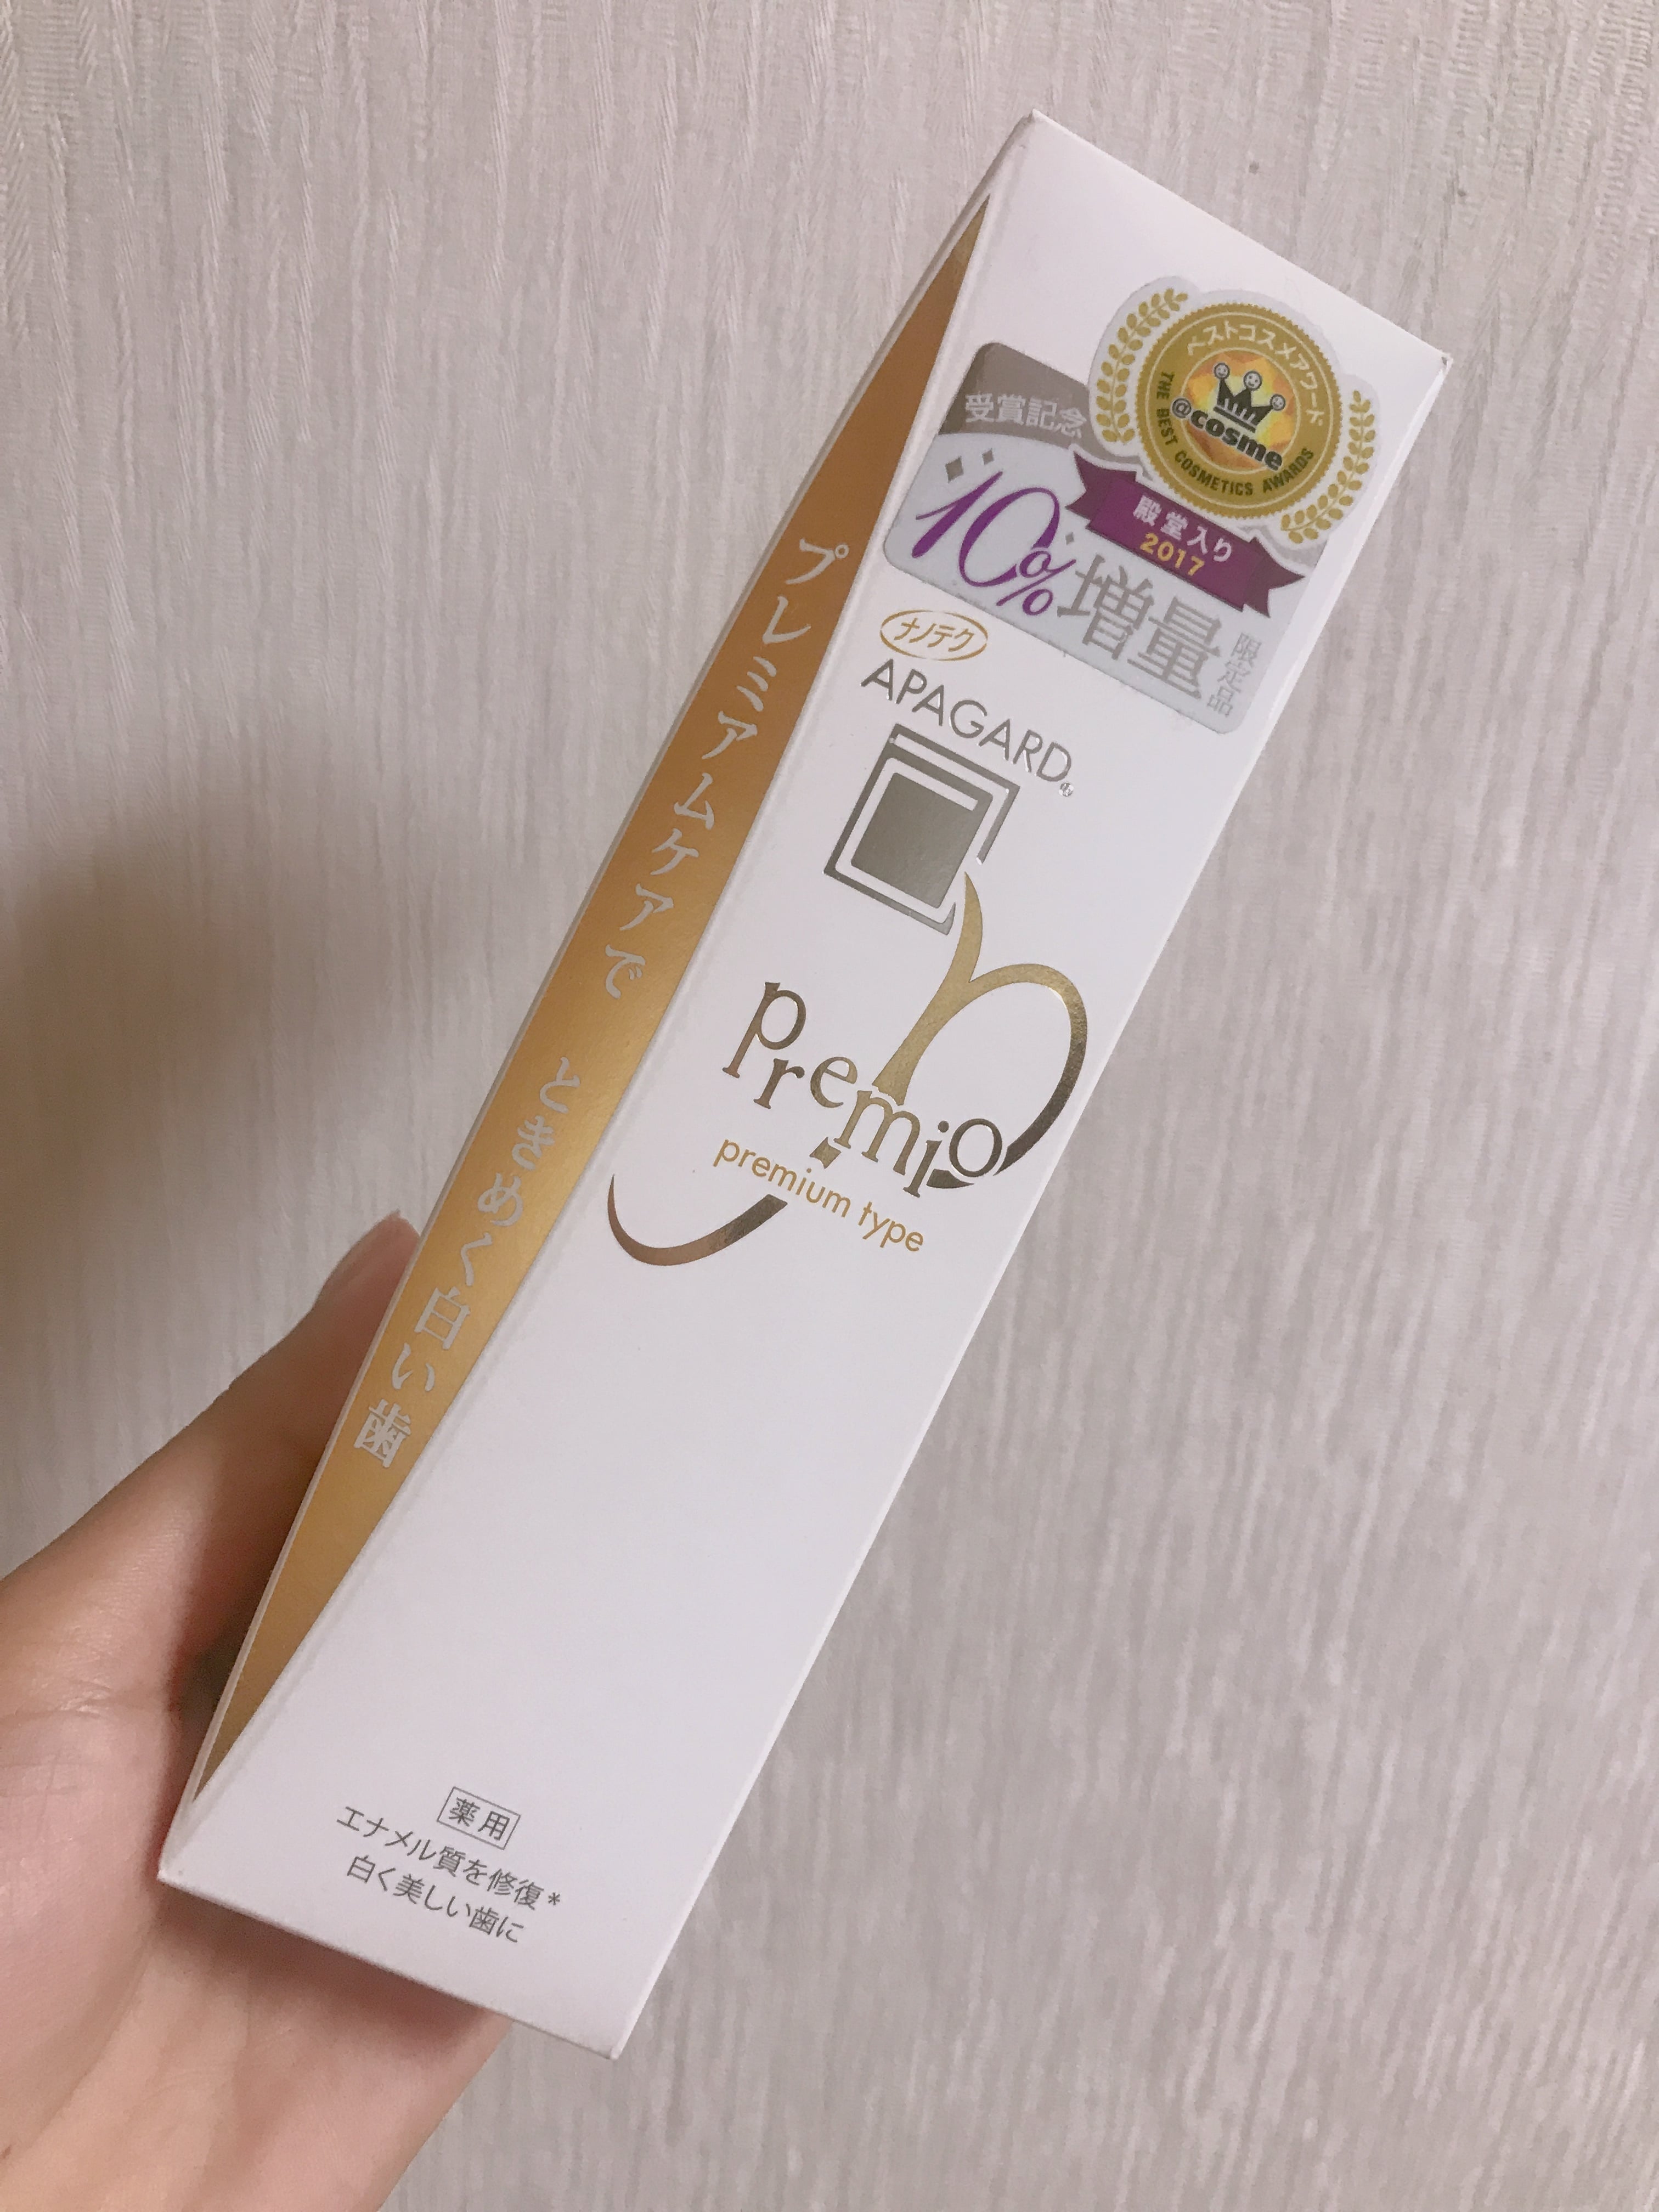 ベストコスメアワード
@cosme
THE BEST COSMETICS AWARDS
受賞記念
殿堂入り
2017
10%増量
限定品
ナノテク
APAGARD®
premio
premium type
プレミアムケアで ときめく白い歯
薬用
エナメル質を修復*
白く美しい歯に